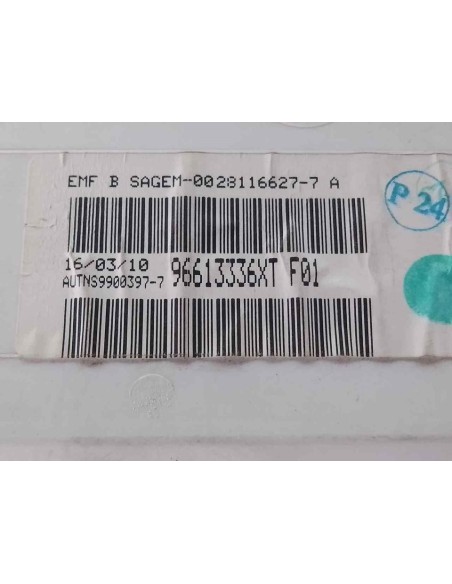 EMF B SAGEM-0028116627-7 A
P 24
16/03/10
AUTNS9900397-7
96613336XT F01